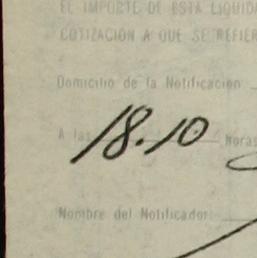 EL IMPORTE DE ESTA LIQUIDA
COTIZACION A QUE SE REFIER
Domicilio de la Notificación
A las 18.10 horas
Nombre del Notificador: